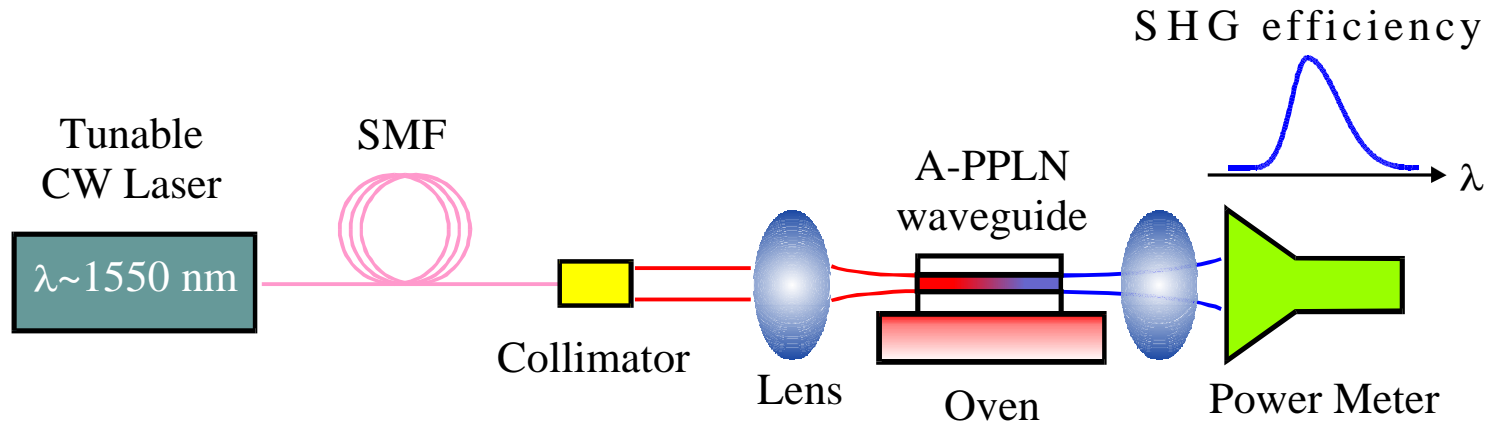 SHG efficiency
λ
Tunable
CW Laser
λ~1550 nm
SMF
Collimator
Lens
A-PPLN
waveguide
Oven
Power Meter